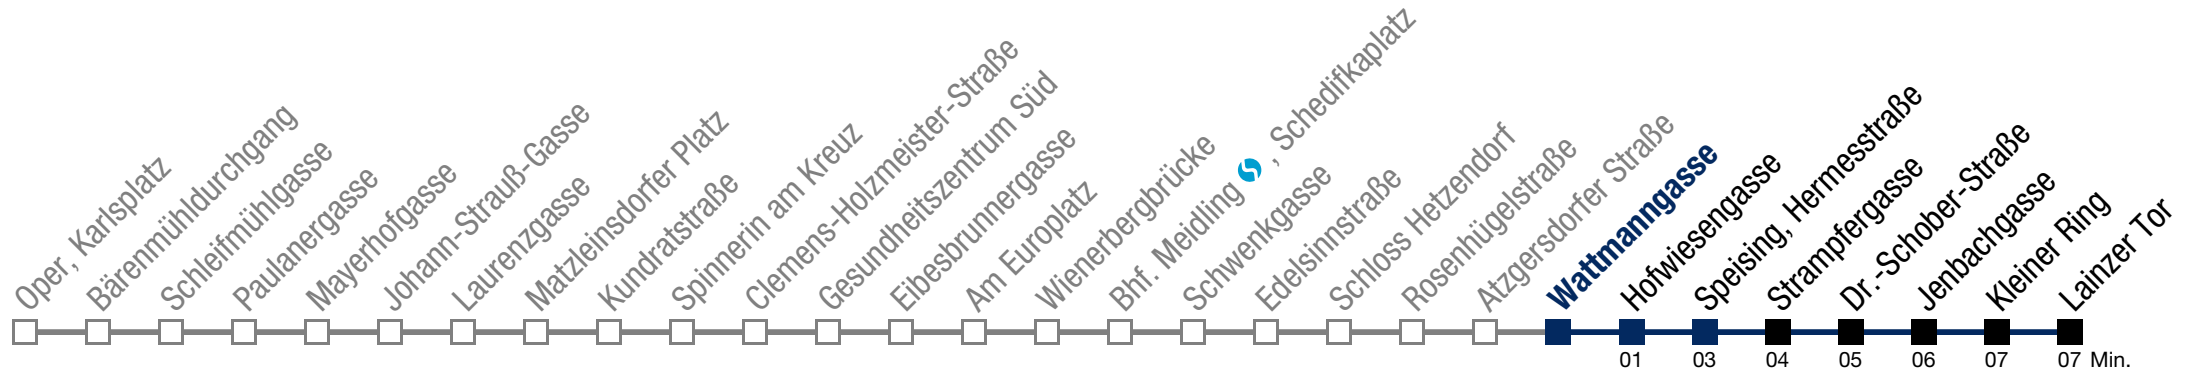 Oper, Karlsplatz
Bärenmühldurchgang
Schleifmühlgasse
Paulanergasse
Mayerhofgasse
Johann-Strauß-Gasse
Laurenzgasse
Matzleinsdorfer Platz
Kundratstraße
Spinnerin am Kreuz
Clemens-Holzmeister-Straße
Gesundheitszentrum Süd
Eibesbrunnergasse
Am Europlatz
Wienerbergbrücke
Bhf. Meidling , Schedifkaplatz
Schwenkgasse
Edelsinnstraße
Schloss Hetzendorf
Rosenhügelstraße
Atzgersdorfer Straße
Wattmanngasse
Hofwiesengasse
Speising, Hermesstraße
Strampfergasse
Dr.-Schober-Straße
Jenbachgasse
Kleiner Ring
Lainzer Tor
01 03 04 05 06 07 07 Min.